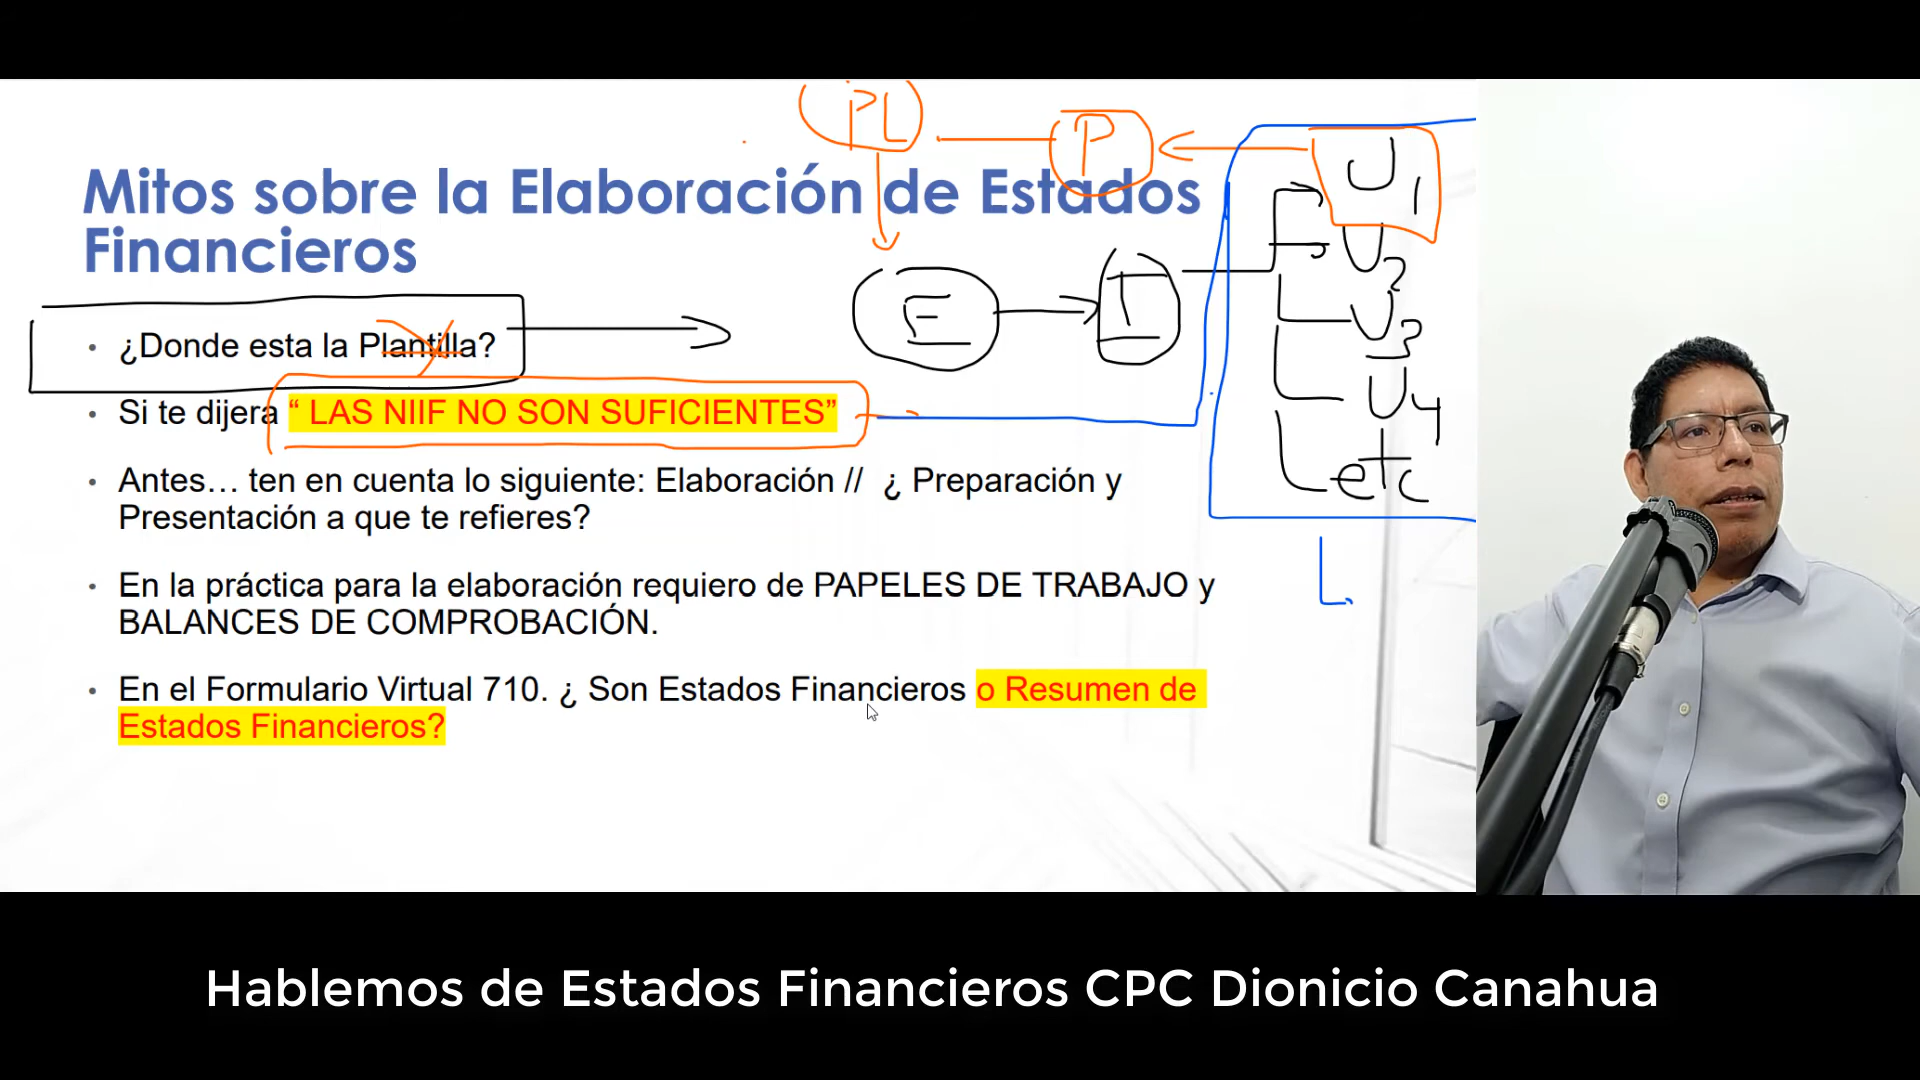 PL
P
U1
Mitos sobre la Elaboración de Estados
Financieros
U2
E
I
U3
• ¿Donde esta la Plantilla?
• Si te dijera “ LAS NIIF NO SON SUFICIENTES”
U4
etc
• Antes… ten en cuenta lo siguiente: Elaboración // ¿ Preparación y
Presentación a que te refieres?
• En la práctica para la elaboración requiero de PAPELES DE TRABAJO y
BALANCES DE COMPROBACIÓN.
L
• En el Formulario Virtual 710. ¿ Son Estados Financieros o Resumen de
Estados Financieros?
Hablemos de Estados Financieros CPC Dionicio Canahua